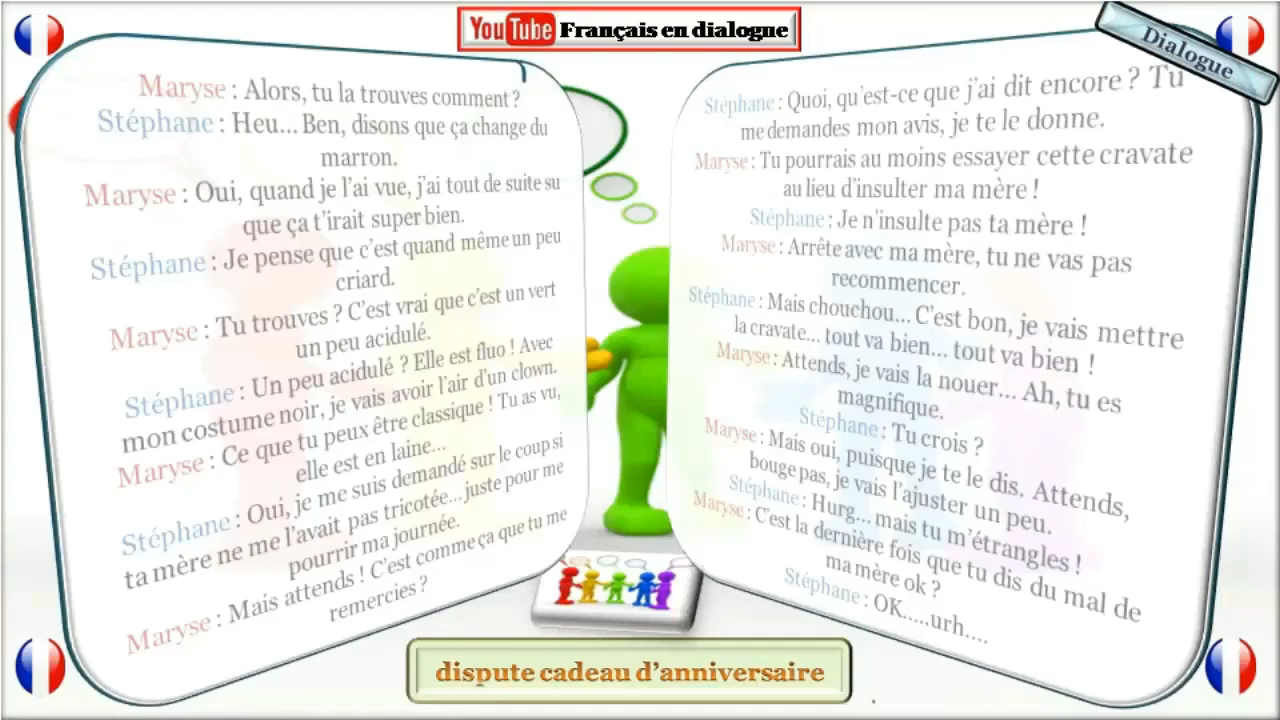 YouTube Français en dialogue
Dialogue
Maryse : Alors, tu la trouves comment ?
Stéphane : Heu... Ben, disons que ça change du
marron.
Maryse : Oui, quand je l'ai vue, j'ai tout de suite su
que ça t'irait super bien.
Stéphane : Je pense que c'est quand même un peu
criard.
Maryse : Tu trouves ? C'est vrai que c'est un vert
un peu acidulé.
Stéphane : Un peu acidulé ? Elle est fluo ! Avec
mon costume noir, je vais avoir l'air d'un clown.
Maryse : Ce que tu peux être classique ! Tu as vu,
elle est en laine...
Stéphane : Oui, je me suis demandé sur le coup si
ta mère ne me l'avait pas tricotée... juste pour me
pourrir ma journée.
Maryse : Mais attends ! C'est comme ça que tu me
remercies ?
Stéphane : Quoi, qu'est-ce que j'ai dit encore ? Tu
me demandes mon avis, je te le donne.
Maryse : Tu pourrais au moins essayer cette cravate
au lieu d'insulter ma mère !
Stéphane : Je n'insulte pas ta mère !
Maryse : Arrête avec ma mère, tu ne vas pas
recommencer.
Stéphane : Mais chouchou... C'est bon, je vais mettre
la cravate... tout va bien... tout va bien !
Maryse : Attends, je vais la nouer... Ah, tu es
magnifique.
Stéphane : Tu crois ?
Maryse : Mais oui, puisque je te le dis. Attends,
bouge pas, je vais l'ajuster un peu.
Stéphane : Hurg... mais tu m'étrangles !
Maryse : C'est la dernière fois que tu dis du mal de
ma mère ok ?
Stéphane : OK.....urh....
dispute cadeau d'anniversaire